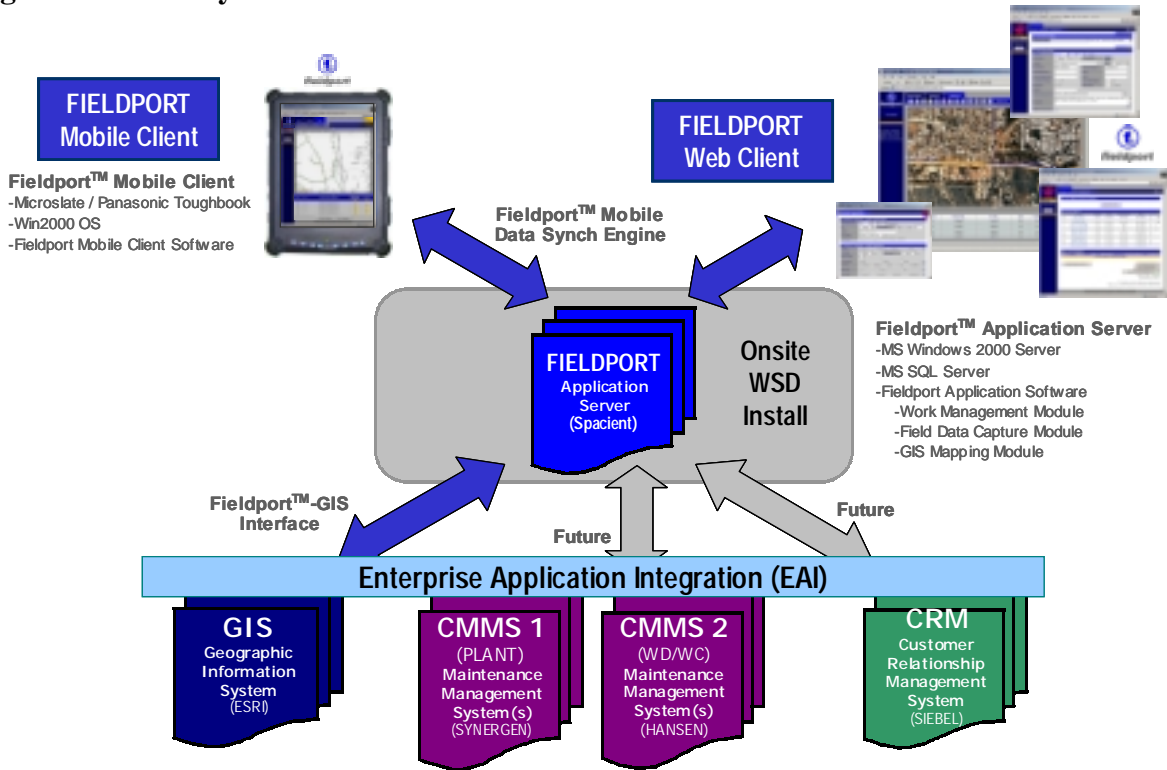 FIELDPORT
Mobile Client
Fieldport™ Mobile Client
-Microslate / Panasonic Toughbook
-Win2000 OS
-Fieldport Mobile Client Software
fieldport
FIELDPORT
Web Client
fieldport
Fieldport™ Mobile
Data Synch Engine
Fieldport™ Application Server
-MS Windows 2000 Server
-MS SQL Server
-Fieldport Application Software
-Work Management Module
-Field Data Capture Module
-GIS Mapping Module
FIELDPORT
Application
Server
(Spacient)
Onsite
WSD
Install
Fieldport™-GIS
Interface
Future
Future
Enterprise Application Integration (EAI)
GIS
Geographic
Information
System
(ESRI)
CMMS 1
(PLANT)
Maintenance
Management
System(s)
(SYNERGEN)
CMMS 2
(WD/WC)
Maintenance
Management
System(s)
(HANSEN)
CRM
Customer
Relationship
Management
System
(SIEBEL)